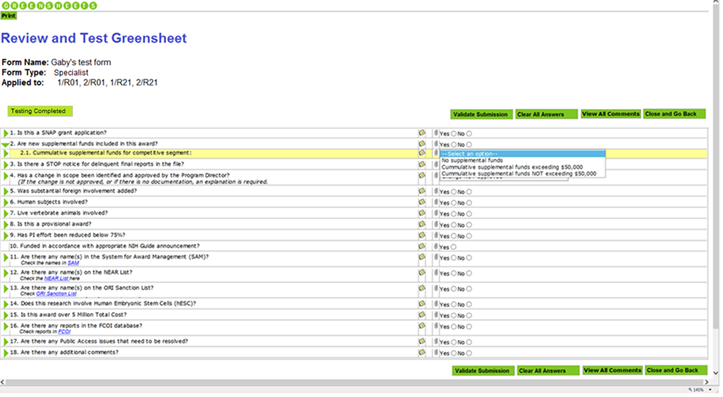 GREENSHEETS
Print
Review and Test Greensheet
Form Name: Gaby's test form
Form Type: Specialist
Applied to: 1/R01, 2/R01, 1/R21, 2/R21
Testing Completed
Validate Submission Clear All Answers View All Comments Close and Go Back
1. Is this a SNAP grant application? Yes No
2. Are new supplemental funds included in this award? Yes No
2.1. Cummulative supplemental funds for competitive segment: --Select an option--
No supplemental funds
Cummulative supplemental funds exceeding $50,000
Cummulative supplemental funds NOT exceeding $50,000
3. Is there a STOP notice for delinquent final reports in the file?
4. Has a change in scope been identified and approved by the Program Director?
(If the change is not approved, or if there is no documentation, an explanation is required.
5. Was substantial foreign involvement added? Yes No
6. Human subjects involved? Yes No
7. Live vertebrate animals involved? Yes No
8. Is this a provisional award? Yes No
9. Has PI effort been reduced below 75%? Yes No
10. Funded in accordance with appropriate NIH Guide announcement? Yes
11. Are there any name(s) in the System for Award Management (SAM)? Yes No
Check the names in SAM
12. Are there any name(s) on the NEAR List? Yes No
Check the NEAR List here
13. Are there any name(s) on the ORI Sanction List? Yes No
Check ORI Sanction List
14. Does this research involve Human Embryonic Stem Cells (hESC)? Yes No
15. Is this award over 5 Million Total Cost? Yes No
16. Are there any reports in the FCOI database? Yes No
Check reports in FCOI
17. Are there any Public Access issues that need to be resolved? Yes No
18. Are there any additional comments? Yes No
Validate Submission Clear All Answers View All Comments Close and Go Back
145%